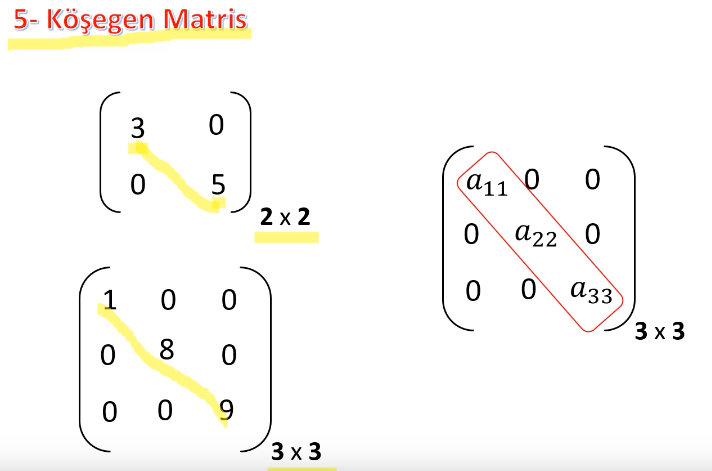 5- Köşegen Matris
3 0
0 5
2 x 2
1 0 0
0 8 0
0 0 9
3 x 3
a₁₁ 0 0
0 a₂₂ 0
0 0 a₃₃
3 x 3